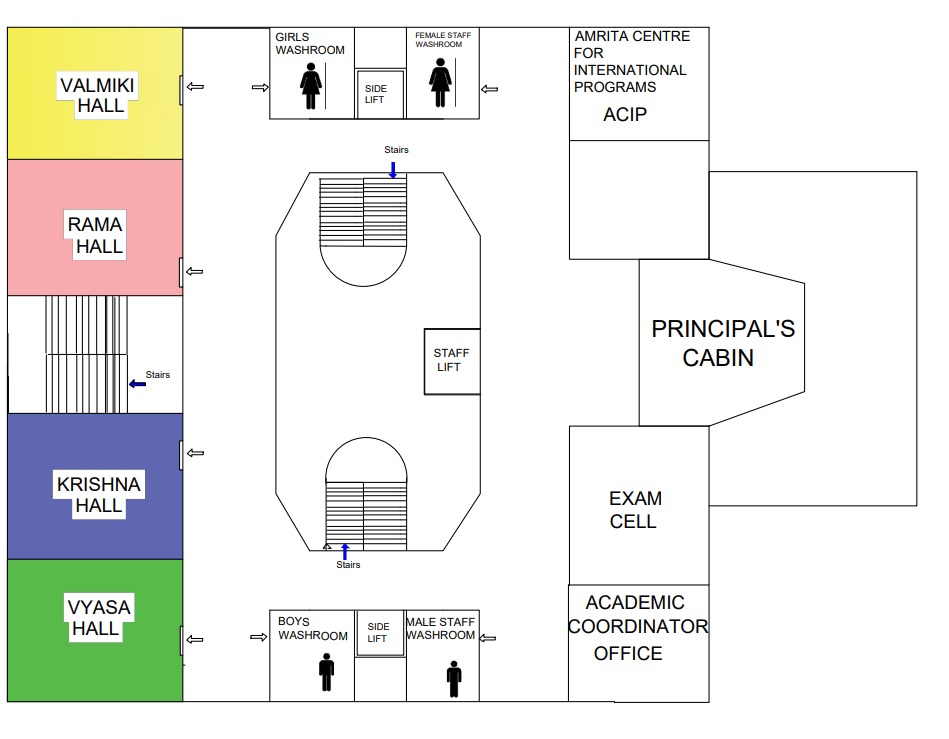 VALMIKI
HALL
GIRLS
WASHROOM
SIDE
LIFT
FEMALE STAFF
WASHROOM
AMRITA CENTRE
FOR
INTERNATIONAL
PROGRAMS
ACIP
RAMA
HALL
Stairs
STAFF
LIFT
PRINCIPAL'S
CABIN
Stairs
KRISHNA
HALL
EXAM
CELL
Stairs
VYASA
HALL
BOYS
WASHROOM
SIDE
LIFT
MALE STAFF
WASHROOM
ACADEMIC
COORDINATOR
OFFICE